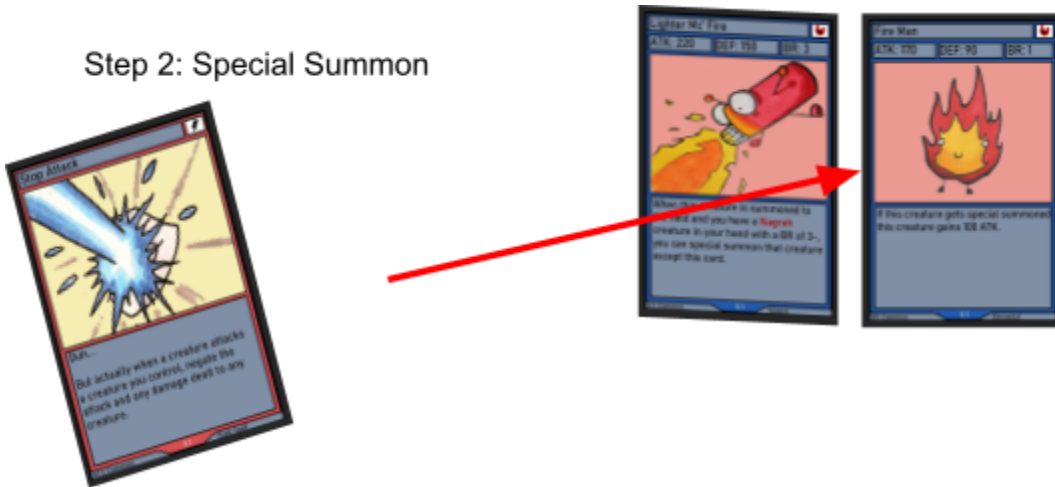 Step 2: Special Summon
Stop Attack
Duh...
But actually when a creature attacks
a creature you control, negate the
attack and any damage dealt to any
creature.
Lighter Mc' Fire
ATK: 220 DEF: 150 BR: 3
When this creature is summoned to
the field and you have a Nagrak
creature in your hand with a BR of 3-,
you can special summon that creature
except this card.
Fire Man
ATK: 170 DEF: 90 BR: 1
If this creature gets special summoned
this creature gains 100 ATK.